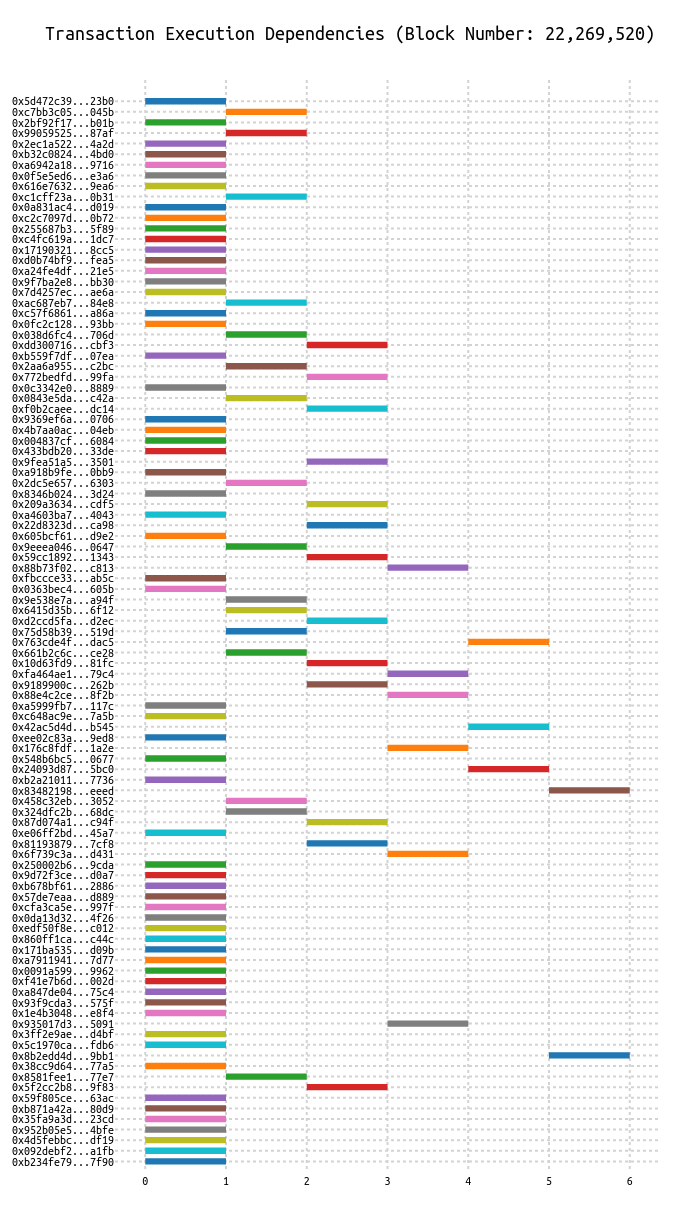 Transaction Execution Dependencies (Block Number: 22,269,520)
0x5d472c39...23b0
0xc7bb3c05...045b
0x2bf92f17...b01b
0x99059525...87af
0x2ec1a522...4a2d
0xb32c0824...4bd0
0xa6942a18...9716
0x0f5e5ed6...e3a6
0x616e7632...9ea6
0xc1cff23a...0b31
0x0a831ac4...d019
0xc2c7097d...0b72
0x255687b3...5f89
0xc4fc619a...1dc7
0x17190321...8cc5
0xd0b74bf9...fea5
0xa24fe4df...21e5
0x9f7ba2e8...bb30
0x7d4257ec...ae6a
0xac687eb7...84e8
0xc57f6861...a86a
0x0fc2c128...93bb
0x038d6fc4...706d
0xdd300716...cbf3
0xb559f7df...07ea
0x2aa6a955...c2bc
0x772bedfd...99fa
0x0c3342e0...8889
0x0843e5da...c42a
0xf0b2caee...dc14
0x9369ef6a...0706
0x4b7aa0ac...04eb
0x004837cf...6084
0x433bdb20...33de
0x9fea51a5...3501
0xa918b9fe...0bb9
0x2dc5e657...6303
0x8346b024...3d24
0x209a3634...cdf5
0xa4603ba7...4043
0x22d8323d...ca98
0x605bcf61...d9e2
0x9eeea046...0647
0x59cc1892...1343
0x88b73f02...c813
0xfbccce33...ab5c
0x0363bec4...605b
0x9e538e7a...a94f
0x6415d35b...6f12
0xd2ccd5fa...d2ec
0x75d58b39...519d
0x763cde4f...dac5
0x661b2c6c...ce28
0x10d63fd9...81fc
0xfa464ae1...79c4
0x9189900c...262b
0x88e4c2ce...8f2b
0xa5999fb7...117c
0xc648ac9e...7a5b
0x42ac5d4d...b545
0xee02c83a...9ed8
0x176c8fdf...1a2e
0x548b6bc5...0677
0x24093d87...5bc0
0xb2a21011...7736
0x83482198...eeed
0x458c32eb...3052
0x324dfc2b...68dc
0x87d074a1...c94f
0xe06ff2bd...45a7
0x81193879...7cf8
0x6f739c3a...d431
0x250002b6...9cda
0x9d72f3ce...d0a7
0xb678bf61...2886
0x57de7eaa...d889
0xcfa3ca5e...997f
0x0da13d32...4f26
0xedf50f8e...c012
0x860ff1ca...c44c
0x171ba535...d09b
0xa7911941...7d77
0x0091a599...9962
0xf41e7b6d...002d
0xa847de04...75c4
0x93f9cda3...575f
0x1e4b3048...e8f4
0x935017d3...5091
0x3ff2e9ae...d4bf
0x5c1970ca...fdb6
0x8b2edd4d...9bb1
0x38cc9d64...77a5
0x8581fee1...77e7
0x5f2cc2b8...9f83
0x59f805ce...63ac
0xb871a42a...80d9
0x35fa9a3d...23cd
0x952b05e5...4bfe
0x4d5febbc...df19
0x092debf2...a1fb
0xb234fe79...7f90
0 1 2 3 4 5 6